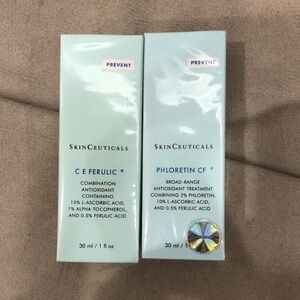 PREVENT
SKINCEUTICALS
C E FERULIC ®
COMBINATION
ANTIOXIDANT
CONTAINING
15% L-ASCORBIC ACID,
1% ALPHA TOCOPHEROL,
AND 0.5% FERULIC ACID
30 ml / 1 fl oz
PREVENT
SKINCEUTICALS
PHLORETIN CF ®
BROAD-RANGE
ANTIOXIDANT TREATMENT
COMBINING 2% PHLORETIN,
10% L-ASCORBIC ACID,
AND 0.5% FERULIC ACID
30 ml / 1